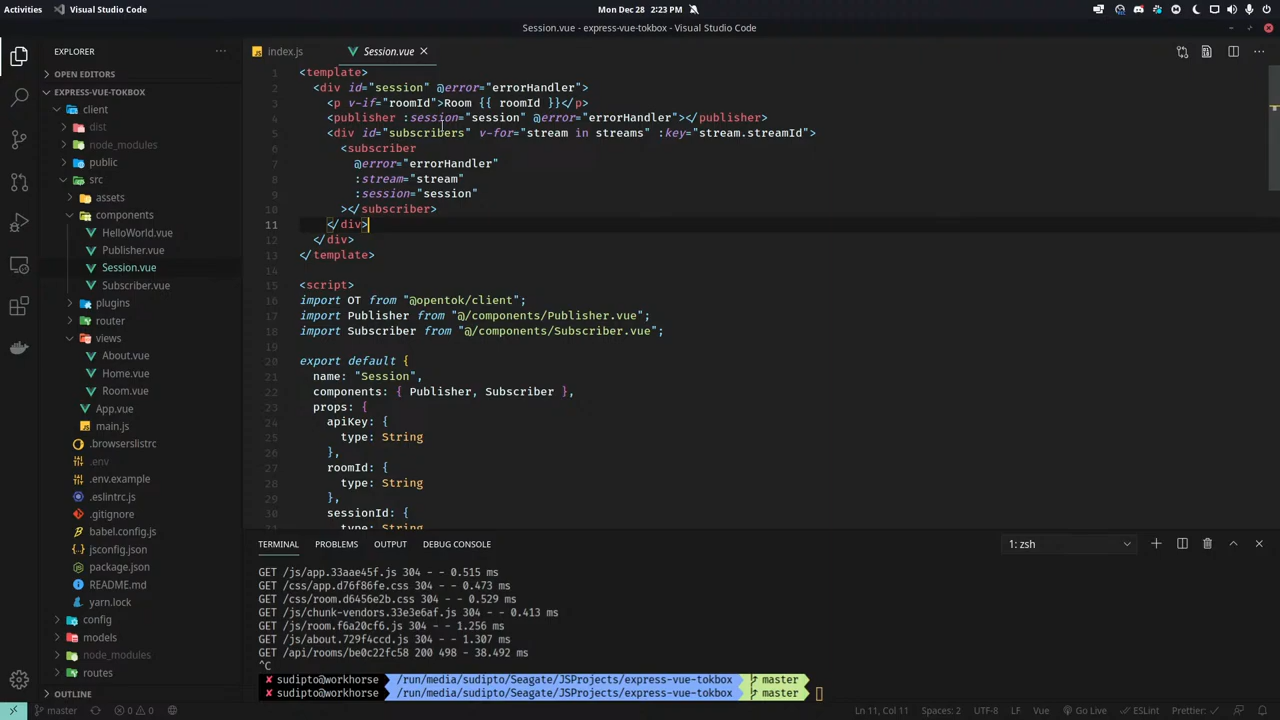 Activities
Visual Studio Code
Mon Dec 28 2:23 PM
Session.vue - express-vue-tokbox - Visual Studio Code
EXPLORER
OPEN EDITORS
EXPRESS-VUE-TOKBOX
client
dist
node_modules
public
src
assets
components
HelloWorld.vue
Publisher.vue
Session.vue
Subscriber.vue
plugins
router
views
About.vue
Home.vue
Room.vue
App.vue
main.js
.browserslistrc
.env
.env.example
.eslintrc.js
.gitignore
babel.config.js
jsconfig.json
package.json
README.md
yarn.lock
config
models
node_modules
routes
OUTLINE
index.js
Session.vue
1 <template>
2 <div id="session" @error="errorHandler">
3 <p v-if="roomId">Room {{ roomId }}</p>
4 <publisher :session="session" @error="errorHandler"></publisher>
5 <div id="subscribers" v-for="stream in streams" :key="stream.streamId">
6 <subscriber
7 @error="errorHandler"
8 :stream="stream"
9 :session="session"
10 ></subscriber>
11 </div>
12 </div>
13 </template>
14
15 <script>
16 import OT from "@opentok/client";
17 import Publisher from "@/components/Publisher.vue";
18 import Subscriber from "@/components/Subscriber.vue";
19
20 export default {
21 name: "Session",
22 components: { Publisher, Subscriber },
23 props: {
24 apiKey: {
25 type: String
26 },
27 roomId: {
28 type: String
29 },
30 sessionId: {
type: String
TERMINAL
PROBLEMS
OUTPUT
DEBUG CONSOLE
1: zsh
GET /js/app.33aae45f.js 304 - - 0.515 ms
GET /css/app.d76f86fe.css 304 - - 0.473 ms
GET /css/room.d6456e2b.css 304 - - 0.529 ms
GET /js/chunk-vendors.33e3e6af.js 304 - - 0.413 ms
GET /js/room.f6a20cf6.js 304 - - 1.256 ms
GET /js/about.729f4ccd.js 304 - - 1.307 ms
GET /api/rooms/be0c22fc58 200 498 - 38.492 ms
^C
✘ sudipto@workhorse /run/media/sudipto/Seagate/JSProjects/express-vue-tokbox master
✘ sudipto@workhorse /run/media/sudipto/Seagate/JSProjects/express-vue-tokbox master
master
0
0
Ln 11, Col 11
Spaces: 2
UTF-8
LF
Vue
Go Live
ESLint
Prettier: ✓